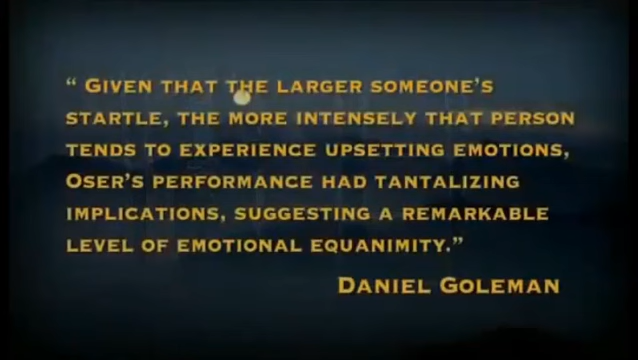 “ Given that the larger someone’s
startle, the more intensely that person
tends to experience upsetting emotions,
Oser’s performance had tantalizing
implications, suggesting a remarkable
level of emotional equanimity.”
Daniel Goleman